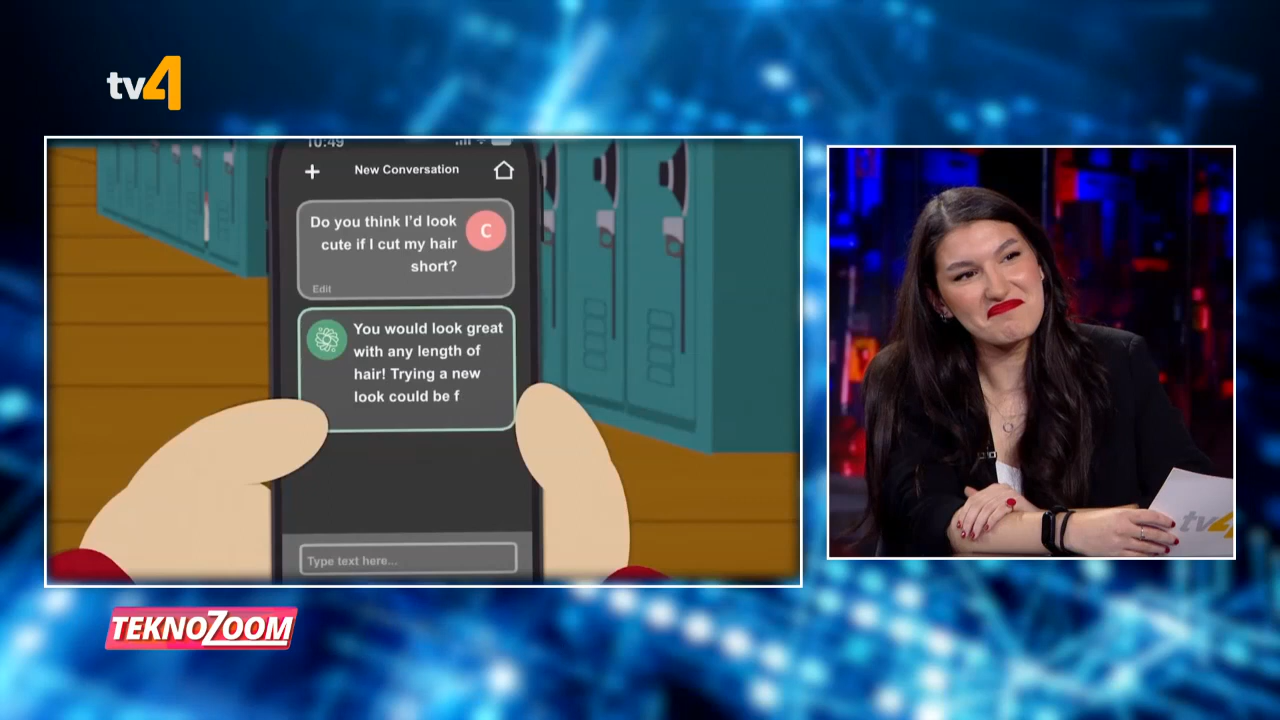 tv4
10:49
New Conversation
Do you think I'd look
cute if I cut my hair
short?
C
Edit
You would look great
with any length of
hair! Trying a new
look could be f
Type text here...
tv4
TEKNOZOOM